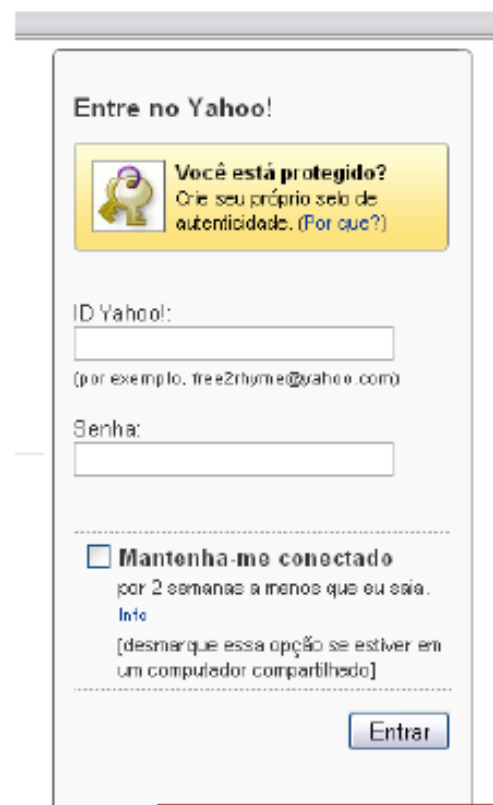 Entre no Yahoo!
Você está protegido?
Crie seu próprio selo de
autenticidade. (Por que?)
ID Yahoo!:
(por exemplo, free2rhyme@yahoo.com)
Senha:
Mantenha-me conectado
por 2 semanas a menos que eu saia.
Info
[desmarque essa opção se estiver em
um computador compartilhado]
Entrar